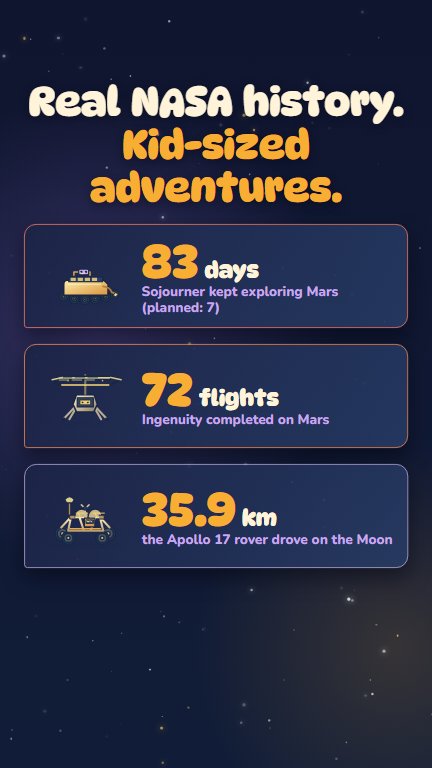 Real NASA history.
Kid-sized
adventures.
83 days
Sojourner kept exploring Mars
(planned: 7)
72 flights
Ingenuity completed on Mars
35.9 km
the Apollo 17 rover drove on the Moon